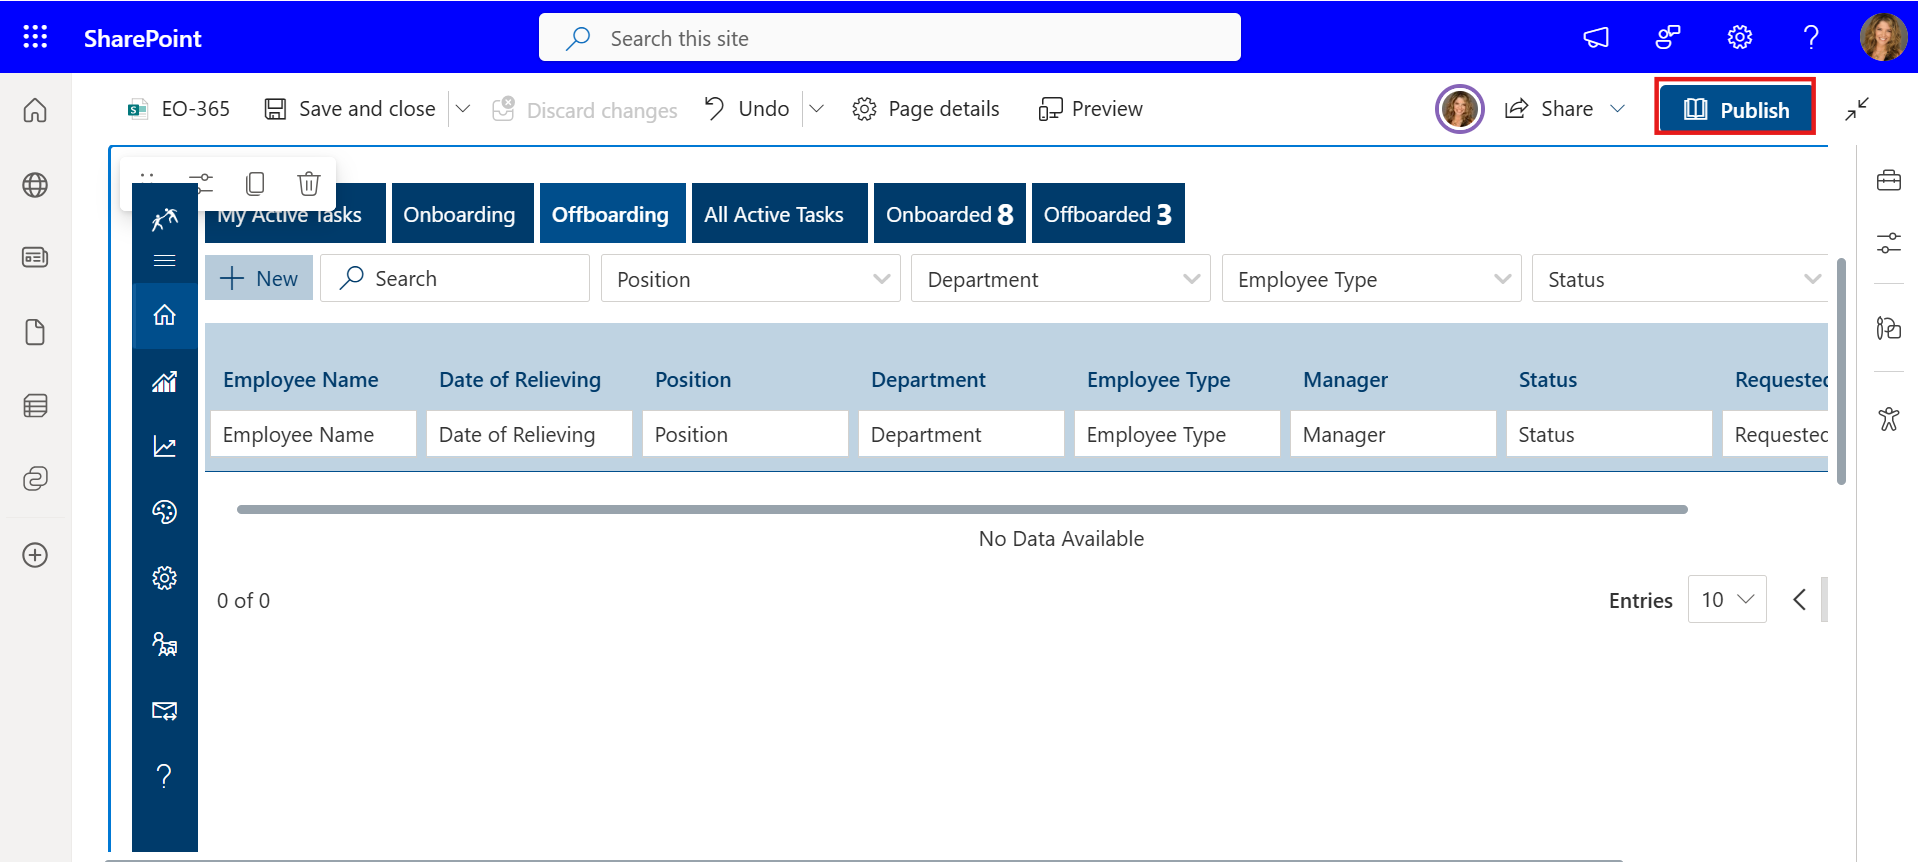 SharePoint
Search this site
EO-365
Save and close
Discard changes
Undo
Page details
Preview
Share
Publish
My Active Tasks
Onboarding
Offboarding
All Active Tasks
Onboarded 8
Offboarded 3
New
Search
Position
Department
Employee Type
Status
Employee Name
Date of Relieving
Position
Department
Employee Type
Manager
Status
Requested
Employee Name
Date of Relieving
Position
Department
Employee Type
Manager
Status
Requested
No Data Available
0 of 0
Entries
10